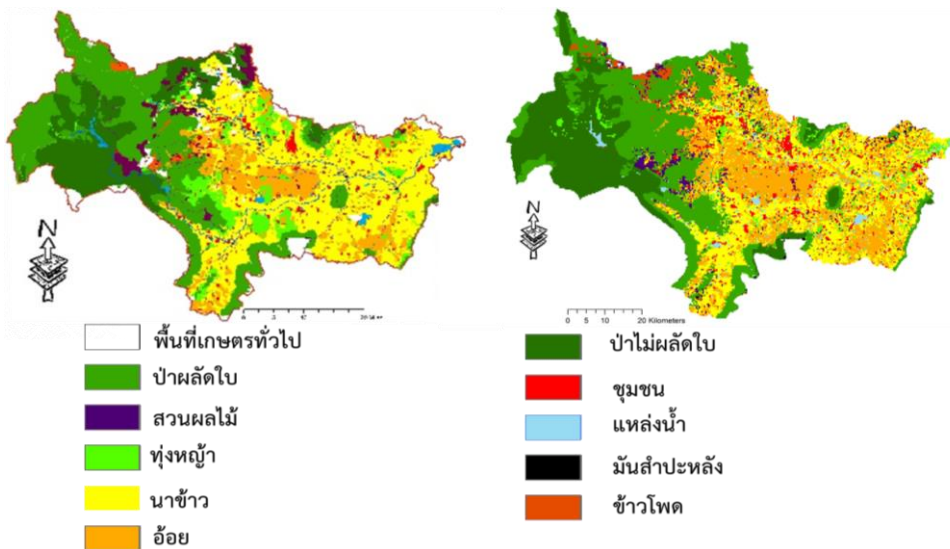 N
N
0 5 10 20 Kilometers
พื้นที่เกษตรทั่วไป
ป่าผลัดใบ
สวนผลไม้
ทุ่งหญ้า
นาข้าว
อ้อย
ป่าไม่ผลัดใบ
ชุมชน
แหล่งน้ำ
มันสำปะหลัง
ข้าวโพด